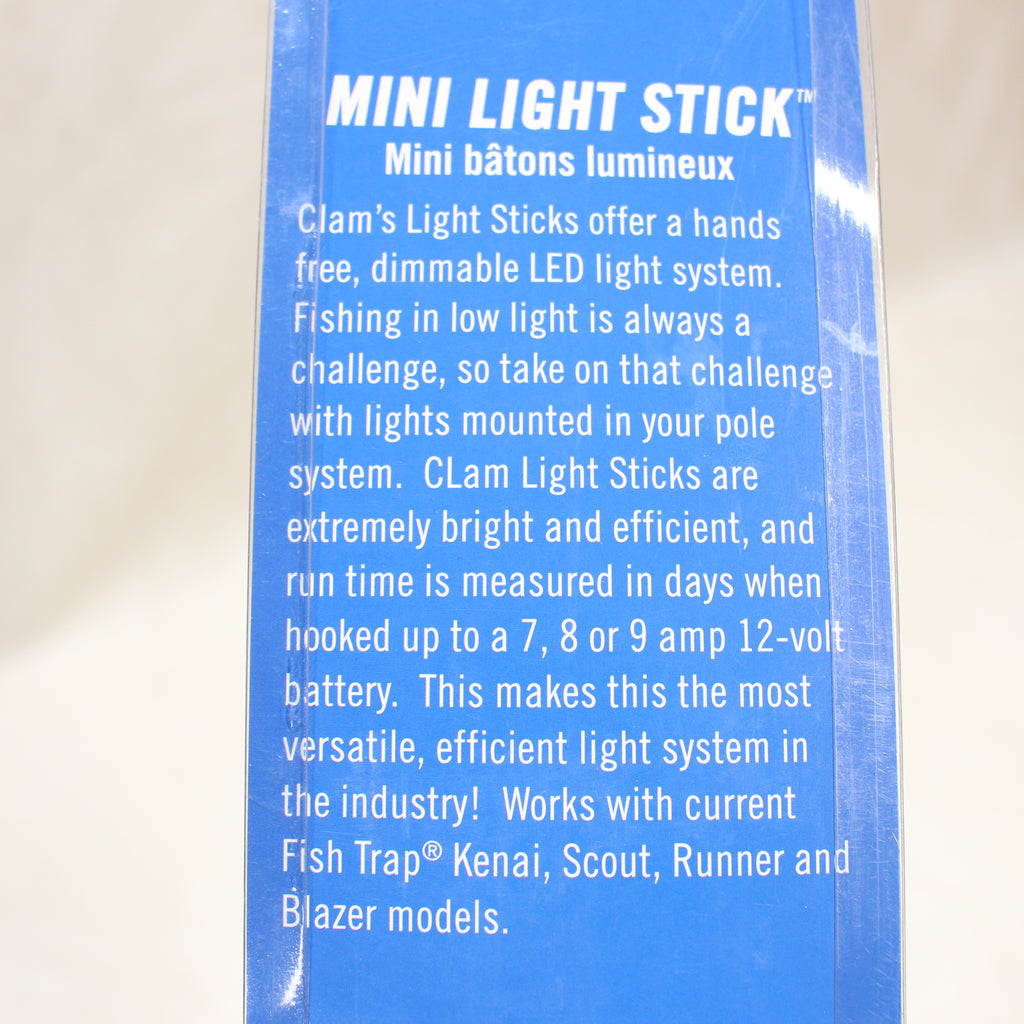 MINI LIGHT STICK™
Mini bâtons lumineux
Clam's Light Sticks offer a hands
free, dimmable LED light system.
Fishing in low light is always a
challenge, so take on that challenge
with lights mounted in your pole
system.  CLam Light Sticks are
extremely bright and efficient, and
run time is measured in days when
hooked up to a 7, 8 or 9 amp 12-volt
battery.  This makes this the most
versatile, efficient light system in
the industry!  Works with current
Fish Trap® Kenai, Scout, Runner and
Blazer models.